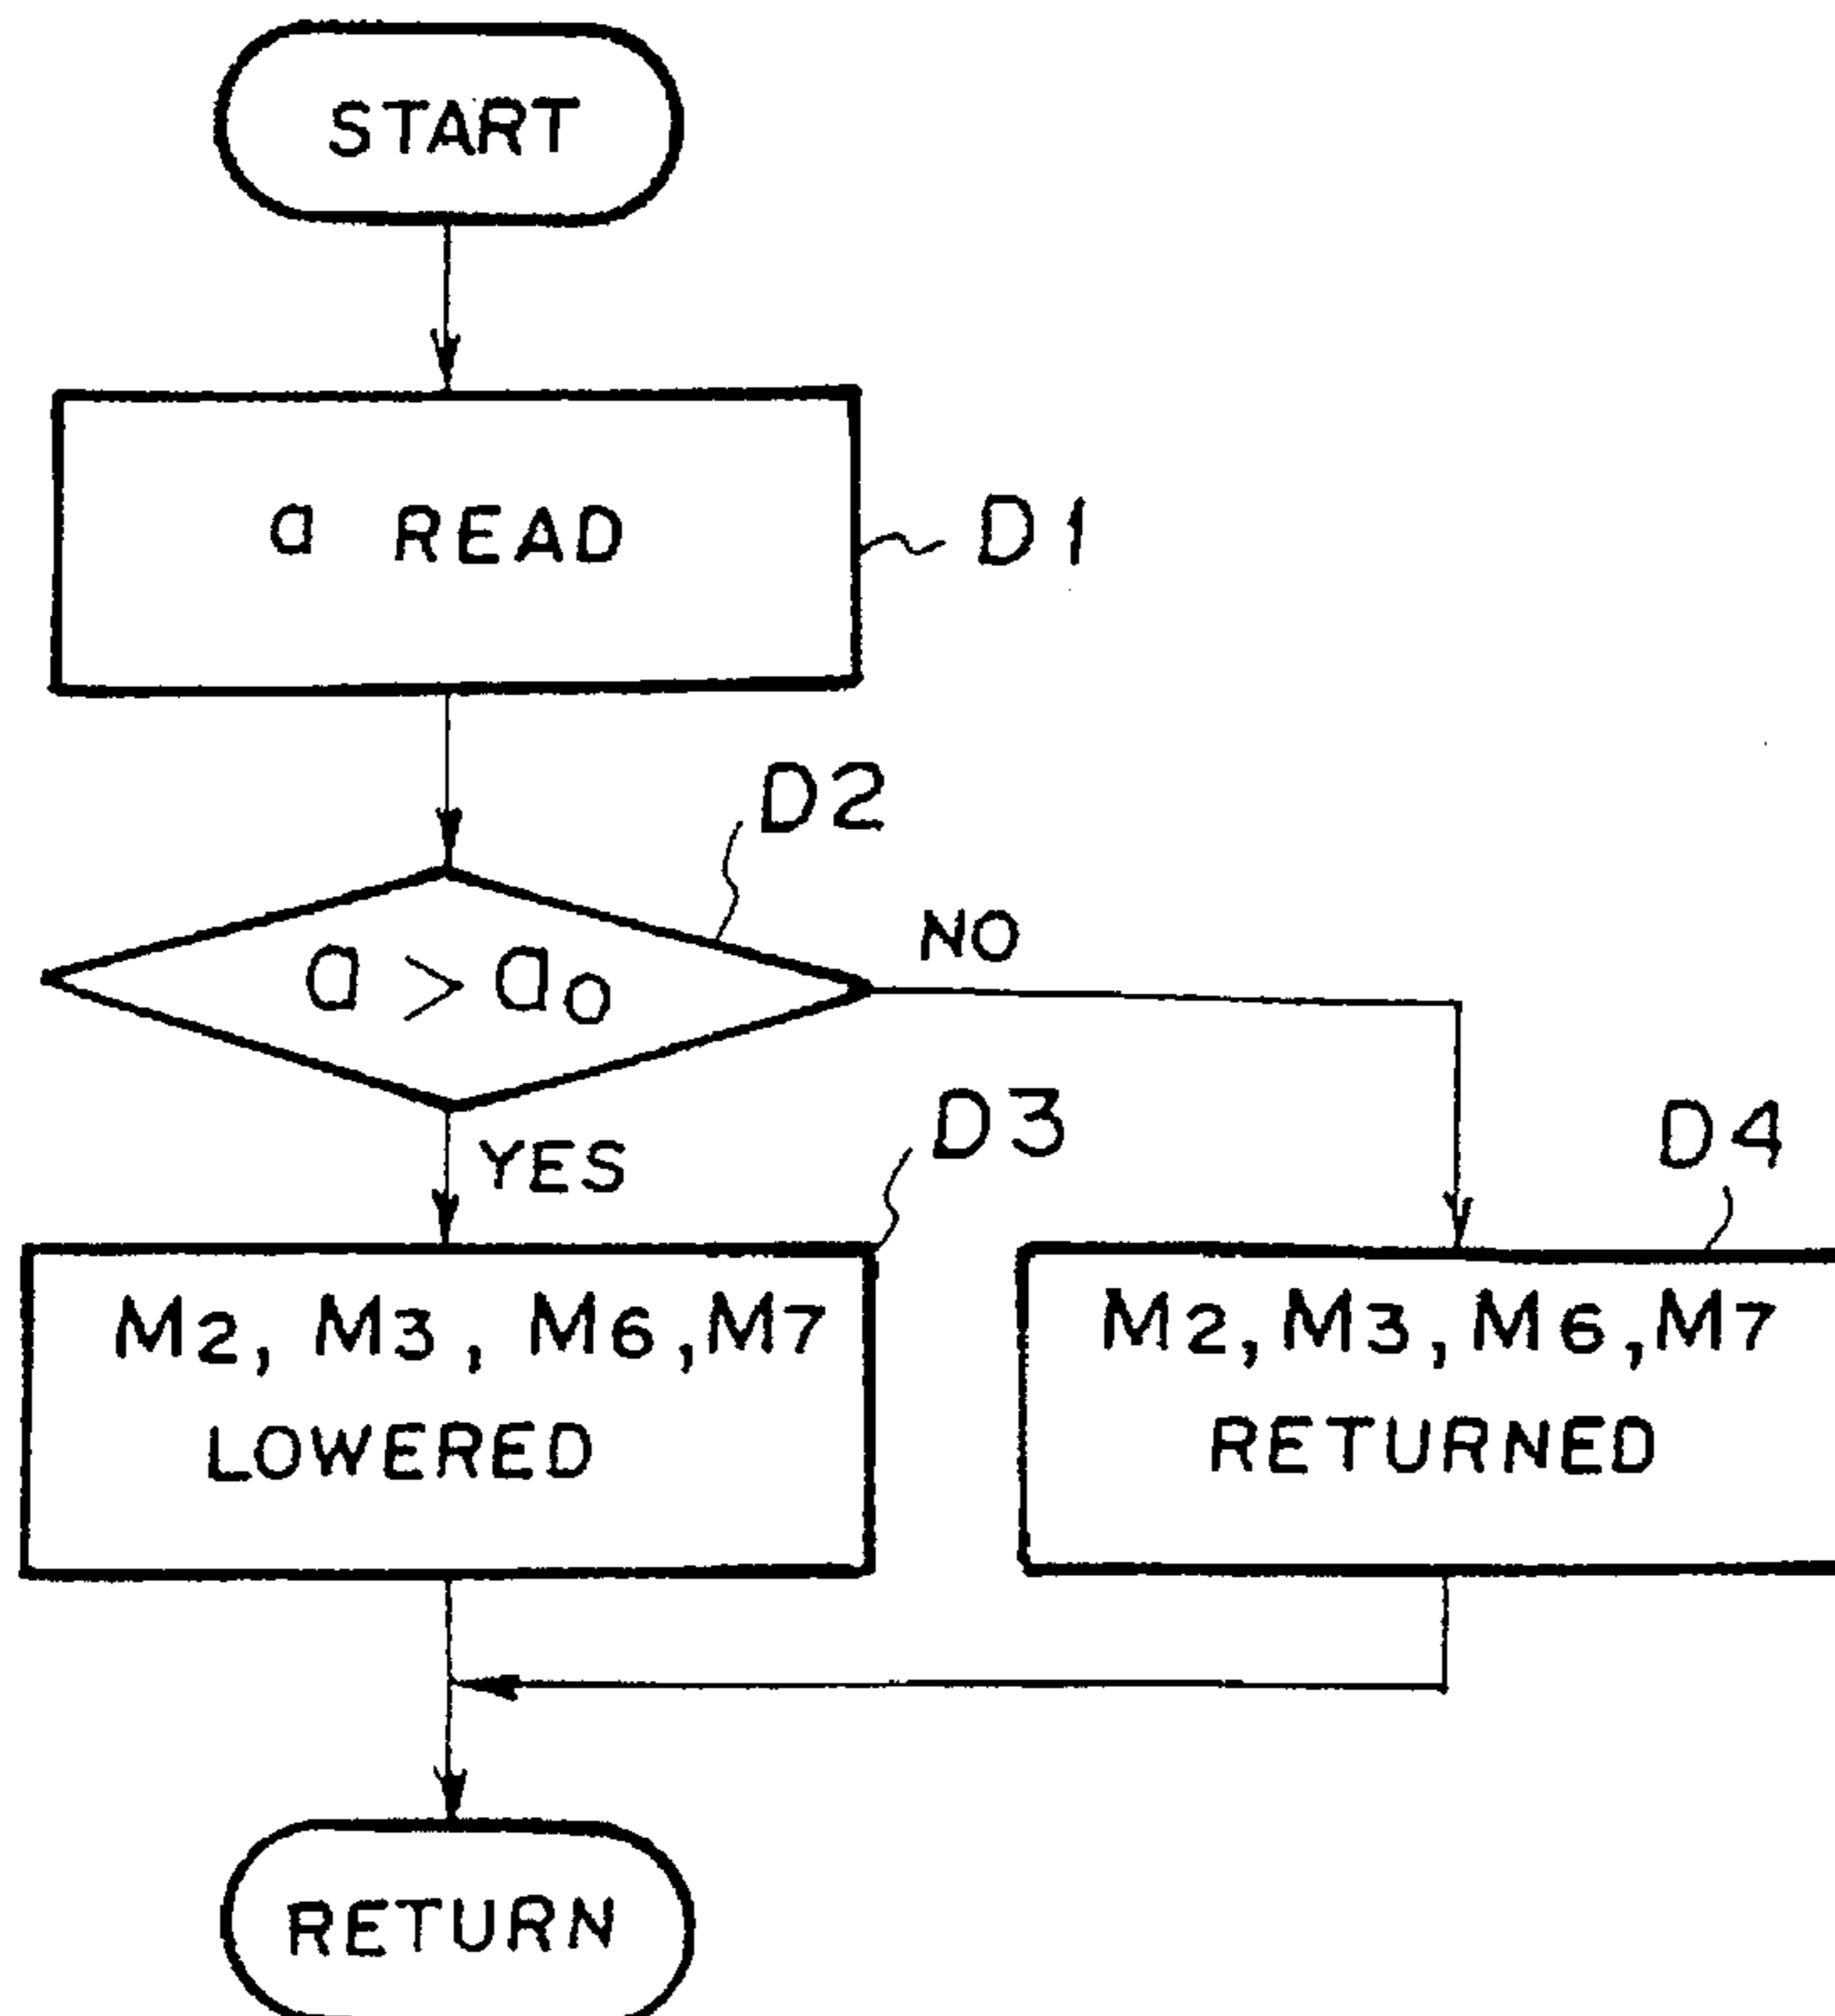 START
a READ
D1
D2
a > a₀
NO
YES
D3
D4
M2, M3, M6, M7
LOWERED
M2, M3, M6, M7
RETURNED
RETURN